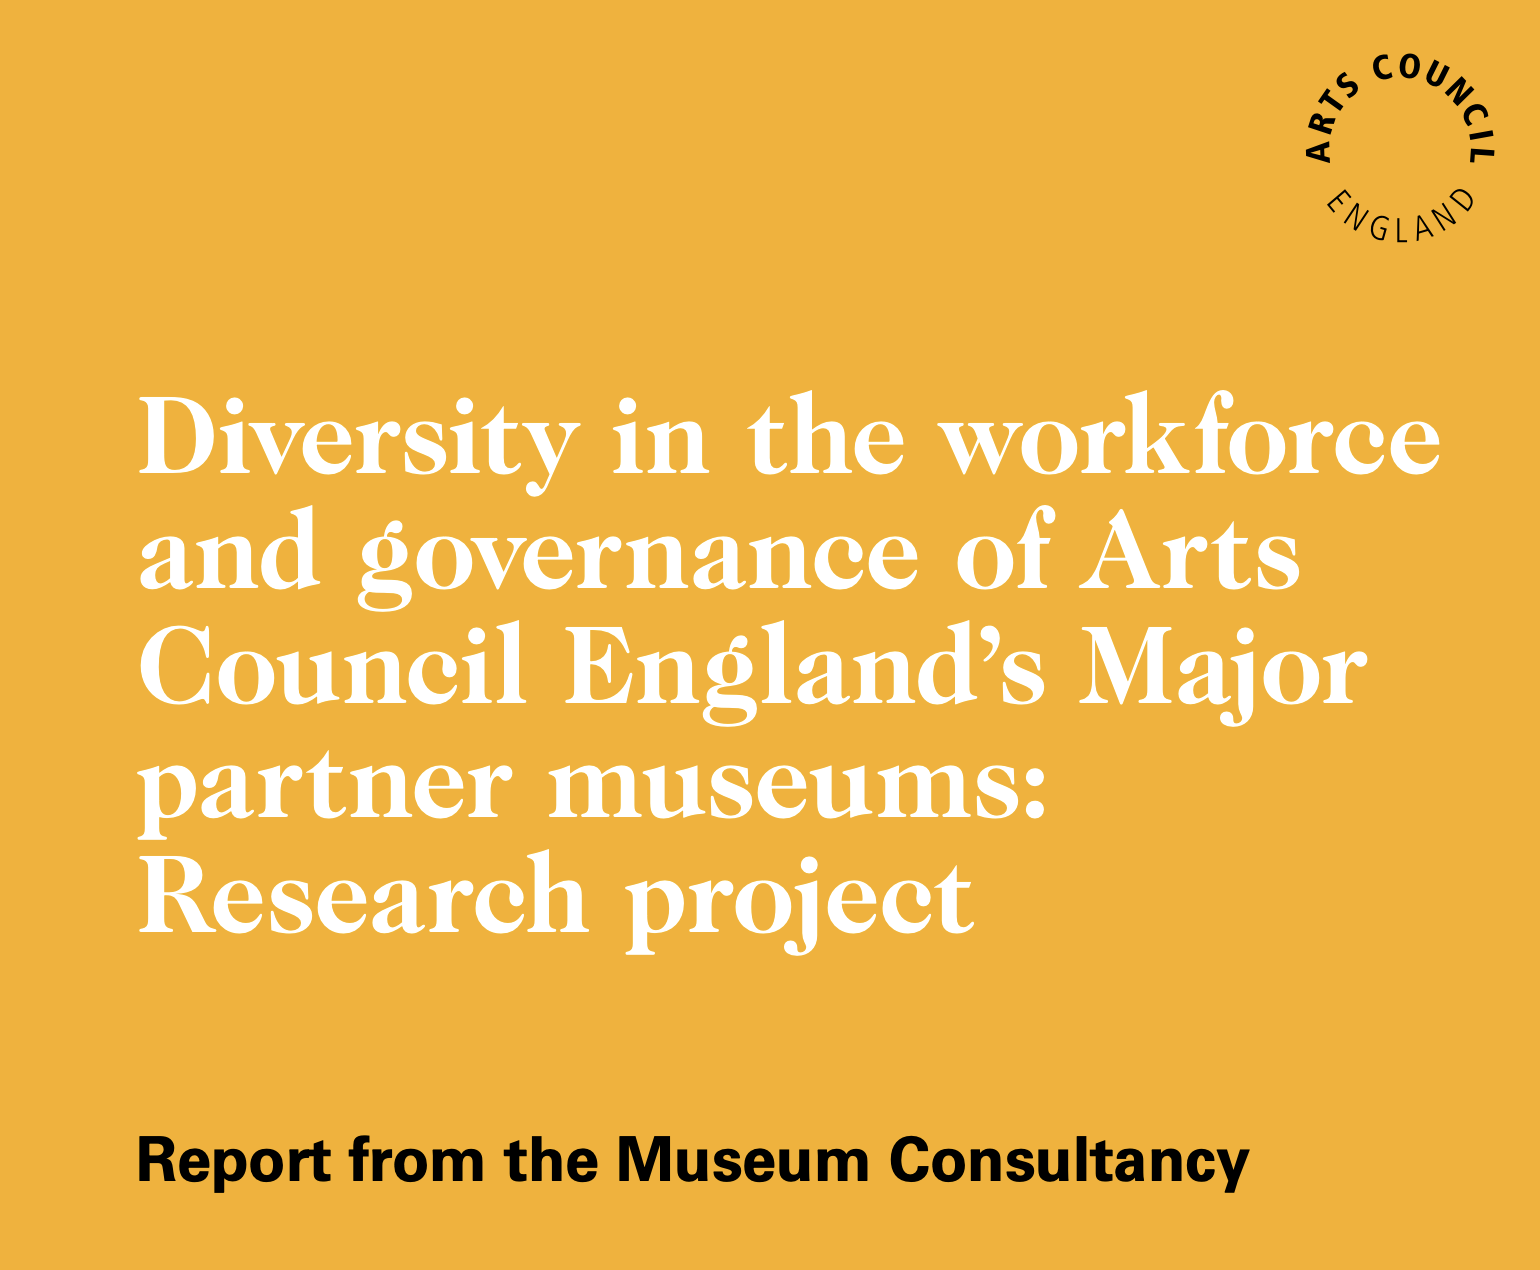 ARTS COUNCIL
ENGLAND
Diversity in the workforce
and governance of Arts
Council England’s Major
partner museums:
Research project
Report from the Museum Consultancy